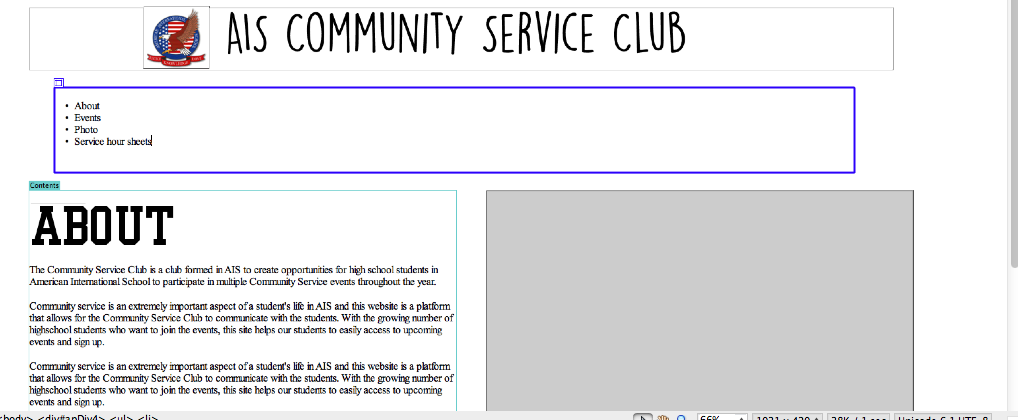 AIS COMMUNITY SERVICE CLUB
• About
• Events
• Photo
• Service hour sheets
Contents
ABOUT
The Community Service Club is a club formed in AIS to create opportunities for high school students in
American International School to participate in multiple Community Service events throughout the year.
Community service is an extremely important aspect of a student's life in AIS and this website is a platform
that allows for the Community Service Club to communicate with the students. With the growing number of
highschool students who want to join the events, this site helps our students to easily access to upcoming
events and sign up.
Community service is an extremely important aspect of a student's life in AIS and this website is a platform
that allows for the Community Service Club to communicate with the students. With the growing number of
highschool students who want to join the events, this site helps our students to easily access to upcoming
events and sign up.
<body> <div#apDiv4> <ul> <li> 66% 1021 x 420 38K / 1 sec Unicode 5.1 UTF-8